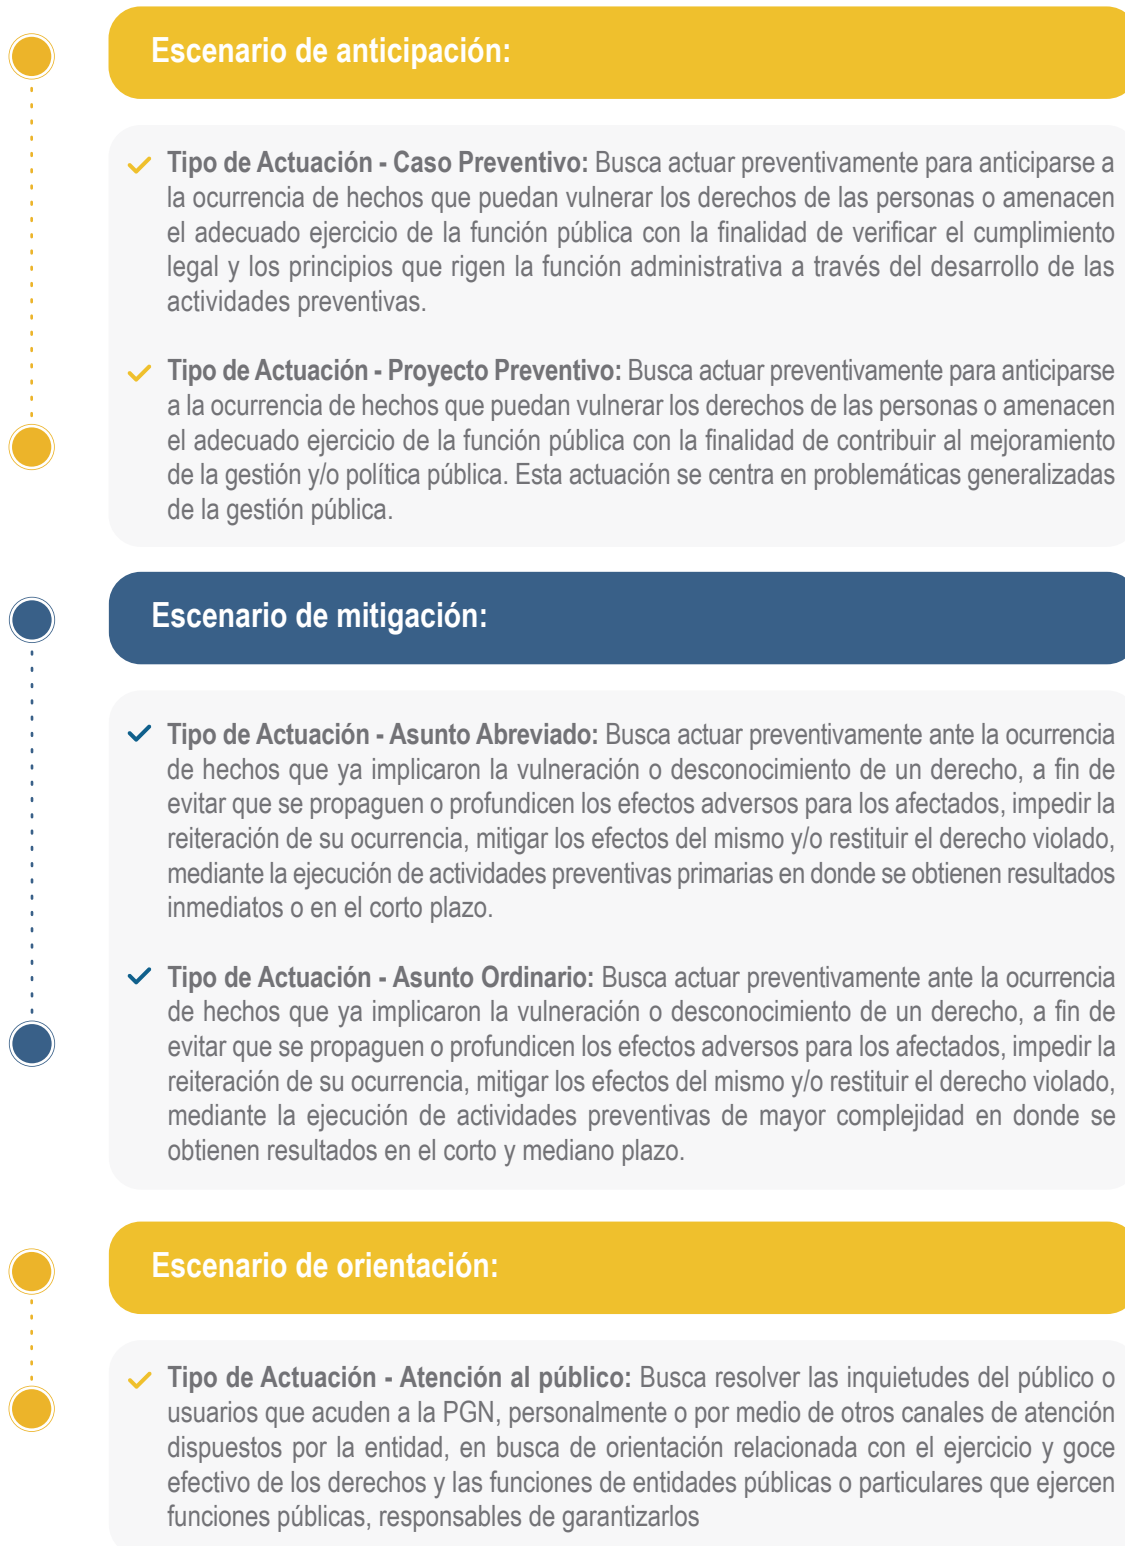 Escenario de anticipación:
Tipo de Actuación - Caso Preventivo: Busca actuar preventivamente para anticiparse a
la ocurrencia de hechos que puedan vulnerar los derechos de las personas o amenacen
el adecuado ejercicio de la función pública con la finalidad de verificar el cumplimiento
legal y los principios que rigen la función administrativa a través del desarrollo de las
actividades preventivas.
Tipo de Actuación - Proyecto Preventivo: Busca actuar preventivamente para anticiparse
a la ocurrencia de hechos que puedan vulnerar los derechos de las personas o amenacen
el adecuado ejercicio de la función pública con la finalidad de contribuir al mejoramiento
de la gestión y/o política pública. Esta actuación se centra en problemáticas generalizadas
de la gestión pública.
Escenario de mitigación:
Tipo de Actuación - Asunto Abreviado: Busca actuar preventivamente ante la ocurrencia
de hechos que ya implicaron la vulneración o desconocimiento de un derecho, a fin de
evitar que se propaguen o profundicen los efectos adversos para los afectados, impedir la
reiteración de su ocurrencia, mitigar los efectos del mismo y/o restituir el derecho violado,
mediante la ejecución de actividades preventivas primarias en donde se obtienen resultados
inmediatos o en el corto plazo.
Tipo de Actuación - Asunto Ordinario: Busca actuar preventivamente ante la ocurrencia
de hechos que ya implicaron la vulneración o desconocimiento de un derecho, a fin de
evitar que se propaguen o profundicen los efectos adversos para los afectados, impedir la
reiteración de su ocurrencia, mitigar los efectos del mismo y/o restituir el derecho violado,
mediante la ejecución de actividades preventivas de mayor complejidad en donde se
obtienen resultados en el corto y mediano plazo.
Escenario de orientación:
Tipo de Actuación - Atención al público: Busca resolver las inquietudes del público o
usuarios que acuden a la PGN, personalmente o por medio de otros canales de atención
dispuestos por la entidad, en busca de orientación relacionada con el ejercicio y goce
efectivo de los derechos y las funciones de entidades públicas o particulares que ejercen
funciones públicas, responsables de garantizarlos